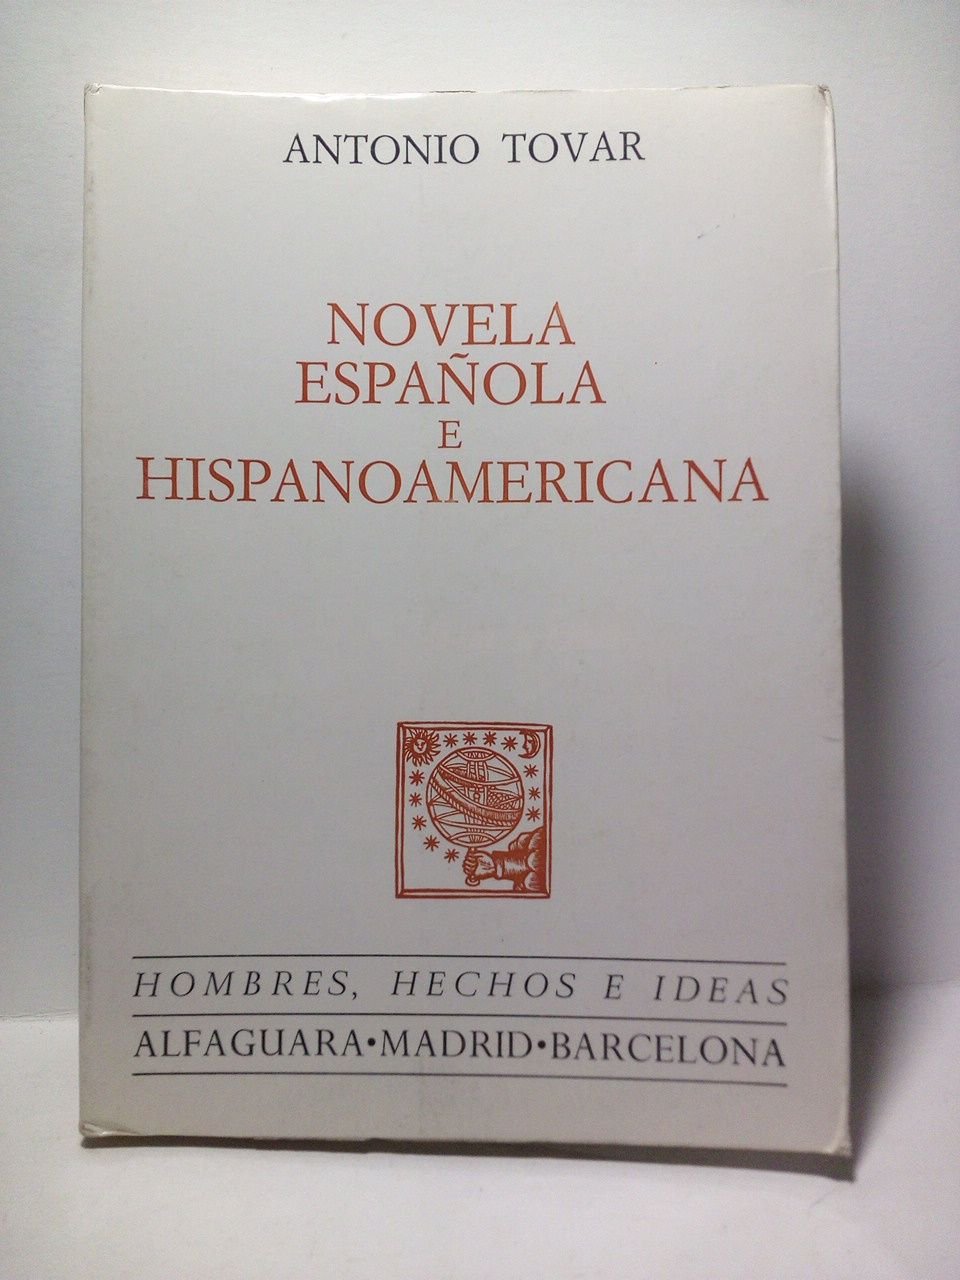 ANTONIO TOVAR
NOVELA
ESPAÑOLA
E
HISPANOAMERICANA
HOMBRES, HECHOS E IDEAS
ALFAGUARA•MADRID•BARCELONA